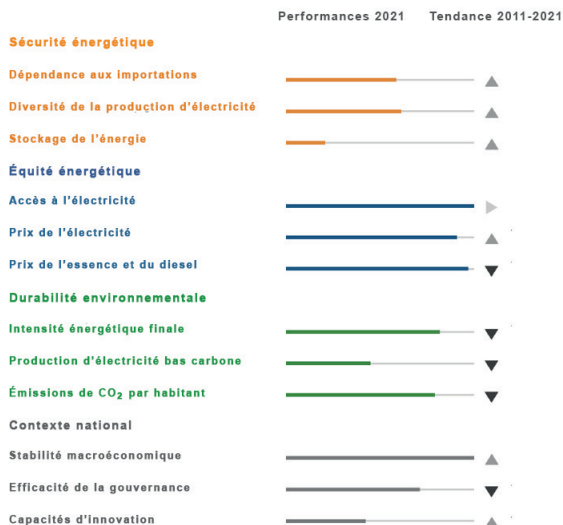 Performances 2021 Tendance 2011-2021
Sécurité énergétique
Dépendance aux importations
Diversité de la production d'électricité
Stockage de l'énergie
Équité énergétique
Accès à l'électricité
Prix de l'électricité
Prix de l'essence et du diesel
Durabilité environnementale
Intensité énergétique finale
Production d'électricité bas carbone
Émissions de CO₂ par habitant
Contexte national
Stabilité macroéconomique
Efficacité de la gouvernance
Capacités d'innovation